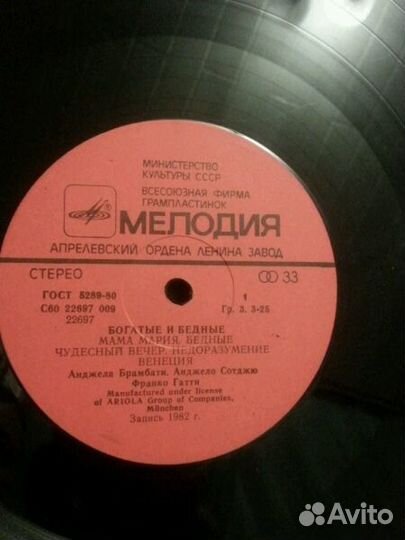 МИНИСТЕРСТВО
КУЛЬТУРЫ СССР
ВСЕСОЮЗНАЯ ФИРМА
ГРАМПЛАСТИНОК
МЕЛОДИЯ
АПРЕЛЕВСКИЙ ОРДЕНА ЛЕНИНА ЗАВОД
СТЕРЕО 33
ГОСТ 5289-80 1
С60 22697 009 Гр. 3. 3-25
22697
БОГАТЫЕ И БЕДНЫЕ
МАМА МАРИЯ, БЕДНЫЕ
ЧУДЕСНЫЙ ВЕЧЕР, НЕДОРАЗУМЕНИЕ
ВЕНЕЦИЯ
Анджела Брамбати, Анджело Сотджю
Франко Гатти
Manufactured under license
of ARIOLA Group of Companies,
München
Запись 1982 г.
Avito